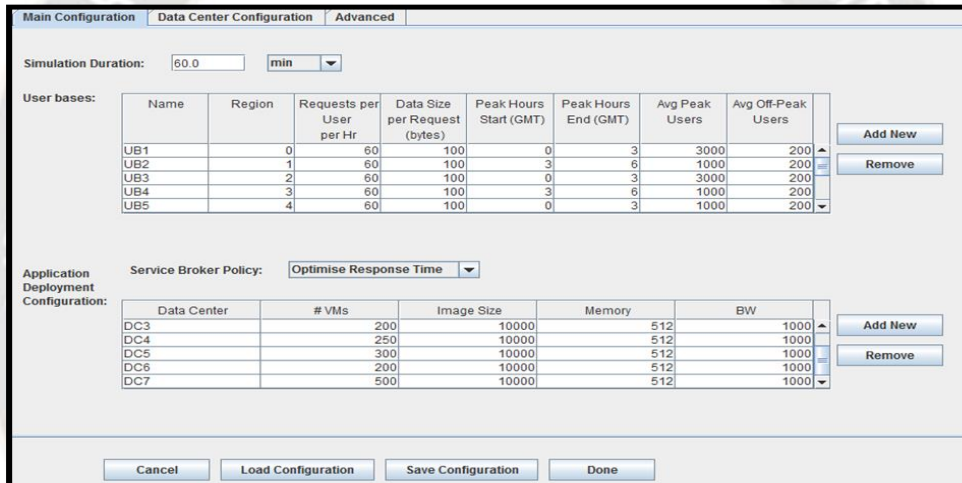 Main Configuration Data Center Configuration Advanced
Simulation Duration: 60.0 min
User bases:
Name Region Requests per User per Hr Data Size per Request (bytes) Peak Hours Start (GMT) Peak Hours End (GMT) Avg Peak Users Avg Off-Peak Users
UB1 0 60 100 0 3 3000 200
UB2 1 60 100 3 6 1000 200
UB3 2 60 100 0 3 3000 200
UB4 3 60 100 3 6 1000 200
UB5 4 60 100 0 3 1000 200
Add New
Remove
Application Deployment Configuration:
Service Broker Policy: Optimise Response Time
Data Center # VMs Image Size Memory BW
DC3 200 10000 512 1000
DC4 250 10000 512 1000
DC5 300 10000 512 1000
DC6 200 10000 512 1000
DC7 500 10000 512 1000
Add New
Remove
Cancel Load Configuration Save Configuration Done